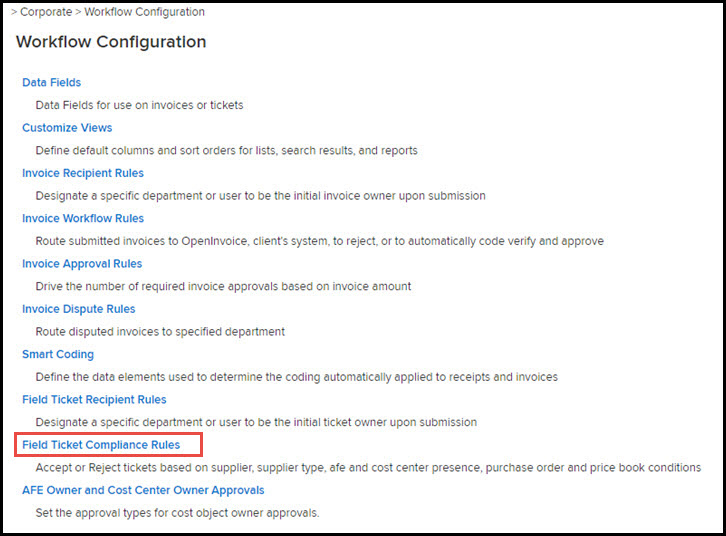 > Corporate > Workflow Configuration
Workflow Configuration
Data Fields
Data Fields for use on invoices or tickets
Customize Views
Define default columns and sort orders for lists, search results, and reports
Invoice Recipient Rules
Designate a specific department or user to be the initial invoice owner upon submission
Invoice Workflow Rules
Route submitted invoices to OpenInvoice, client's system, to reject, or to automatically code verify and approve
Invoice Approval Rules
Drive the number of required invoice approvals based on invoice amount
Invoice Dispute Rules
Route disputed invoices to specified department
Smart Coding
Define the data elements used to determine the coding automatically applied to receipts and invoices
Field Ticket Recipient Rules
Designate a specific department or user to be the initial ticket owner upon submission
Field Ticket Compliance Rules
Accept or Reject tickets based on supplier, supplier type, afe and cost center presence, purchase order and price book conditions
AFE Owner and Cost Center Owner Approvals
Set the approval types for cost object owner approvals.